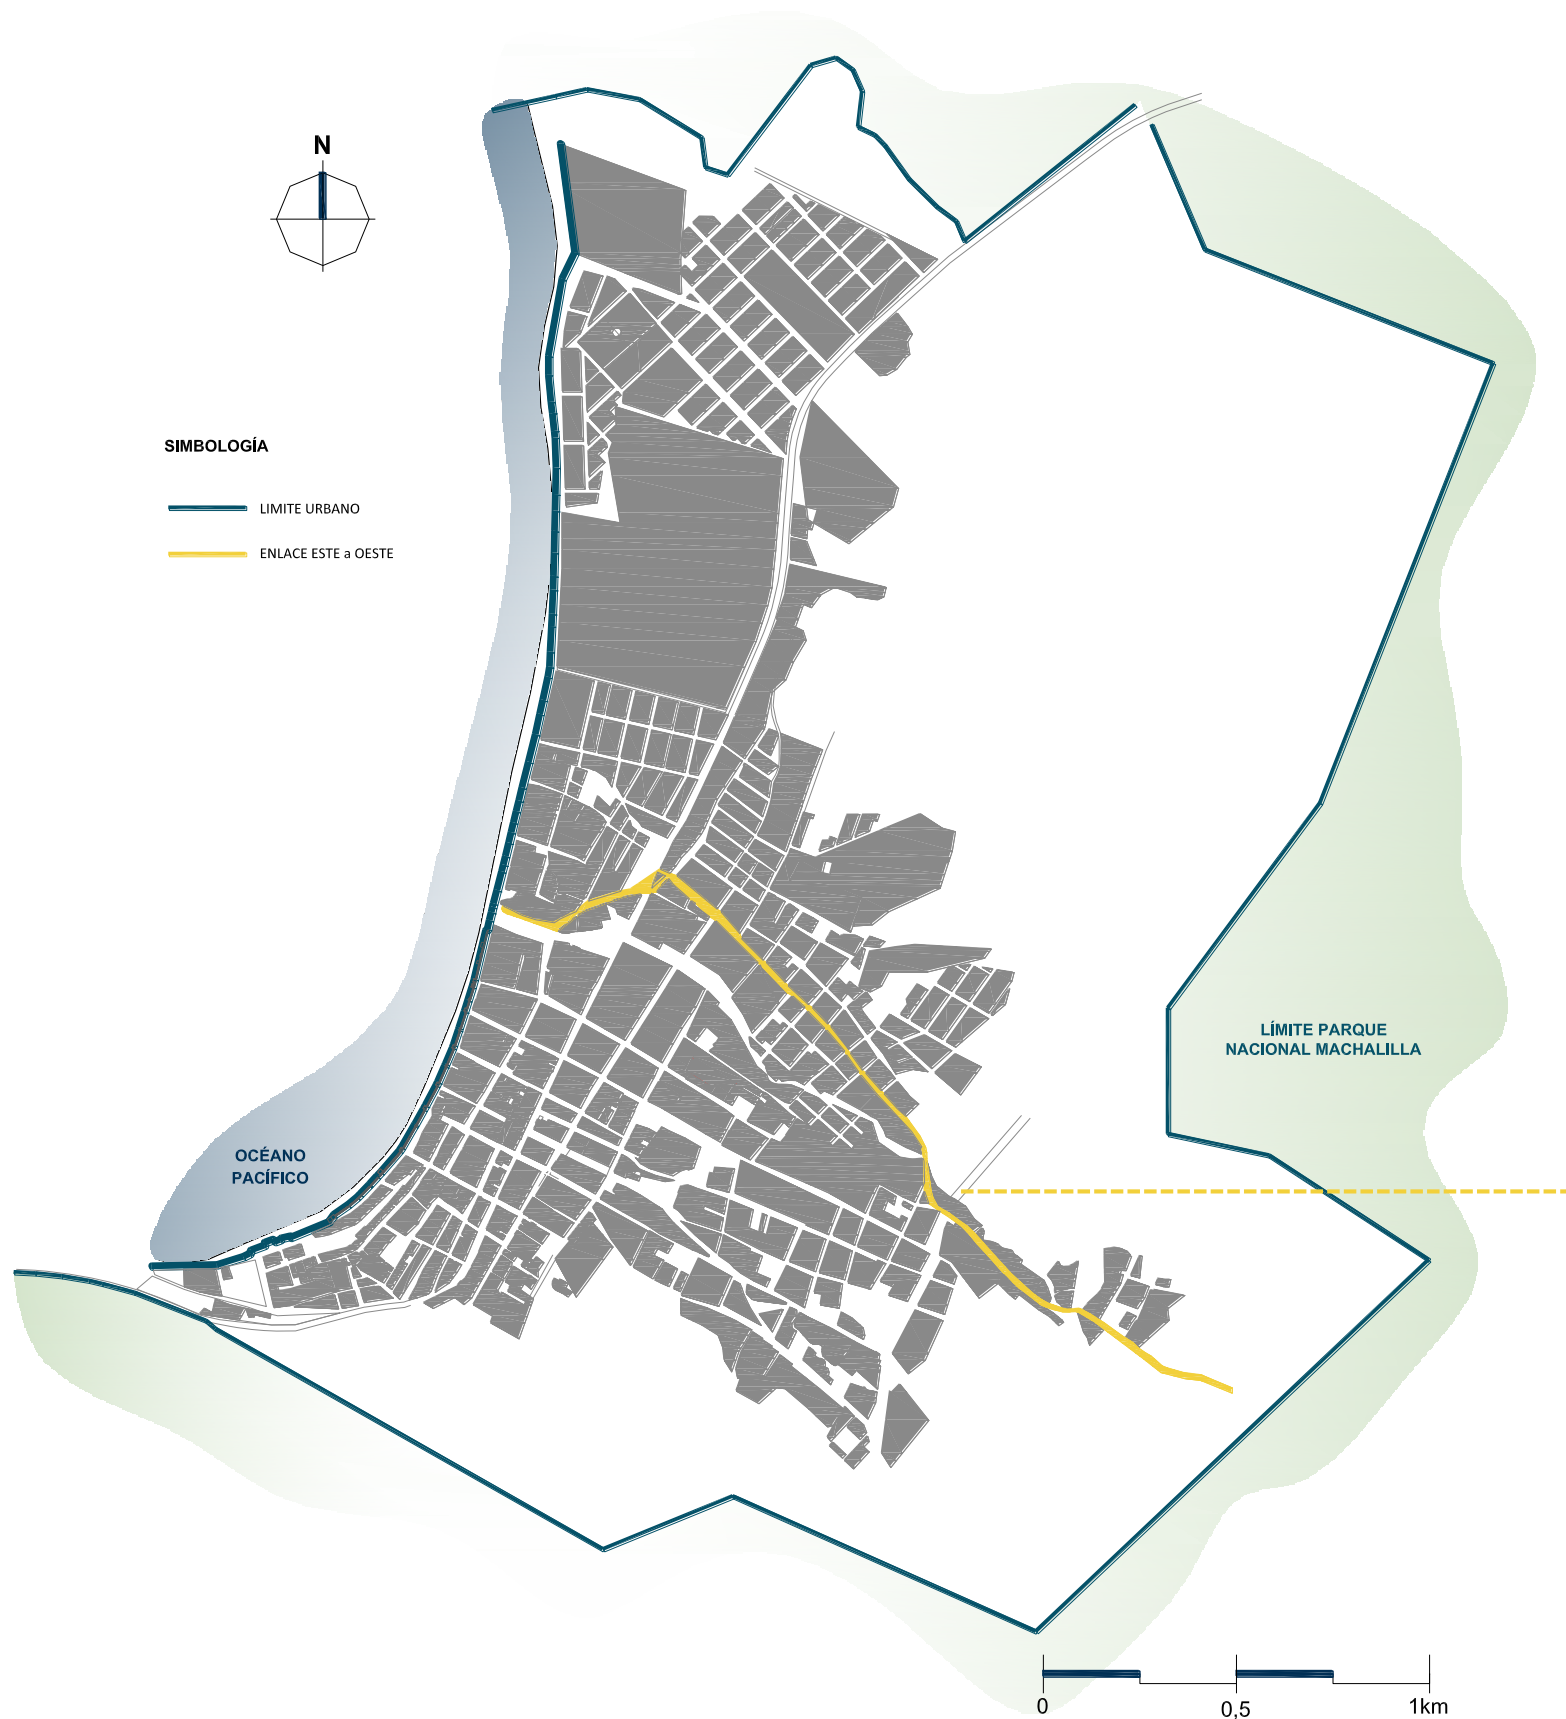 N
SIMBOLOGÍA
LIMITE URBANO
ENLACE ESTE a OESTE
LÍMITE PARQUE
NACIONAL MACHALILLA
OCÉANO
PACÍFICO
0
0,5
1km